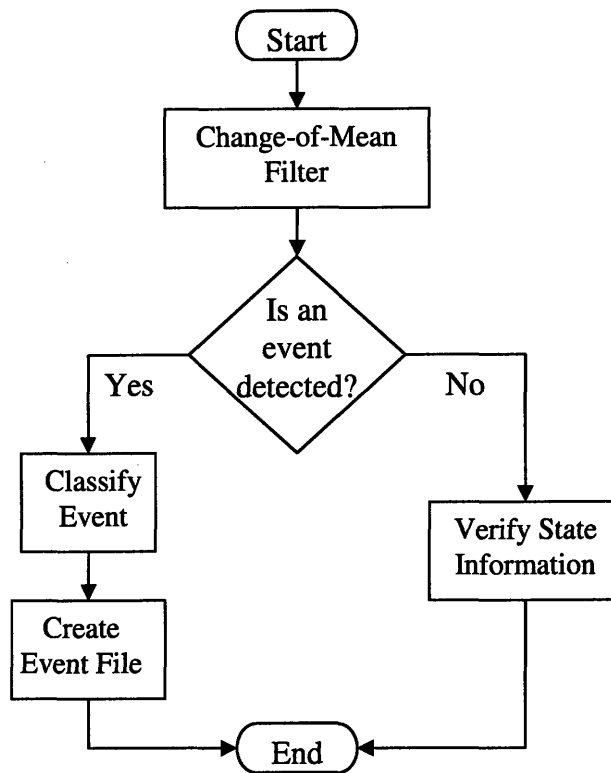 Start
Change-of-Mean
Filter
Is an
event
detected?
Yes
No
Classify
Event
Verify State
Information
Create
Event File
End